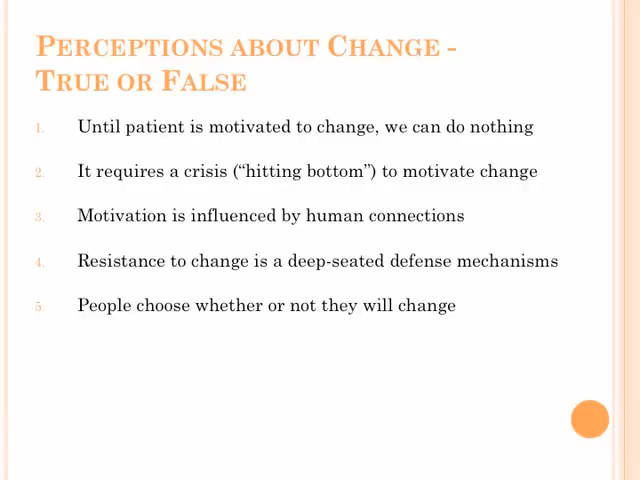 PERCEPTIONS ABOUT CHANGE -
TRUE OR FALSE
1. Until patient is motivated to change, we can do nothing
2. It requires a crisis (“hitting bottom”) to motivate change
3. Motivation is influenced by human connections
4. Resistance to change is a deep-seated defense mechanisms
5. People choose whether or not they will change